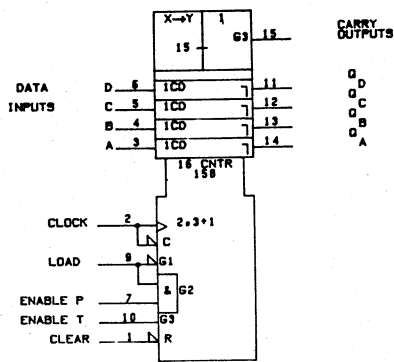 X→Y 1
15 G3 15 CARRY OUTPUTS
DATA INPUTS
D 6 1CD 11 Q D
C 5 1CD 12 Q C
B 4 1CD 13 Q B
A 3 1CD 14 Q A
16 CNTR
158
CLOCK 2 2.3+1
C
LOAD 9 G1
& G2
ENABLE P 7
ENABLE T 10 G3
CLEAR 1 R